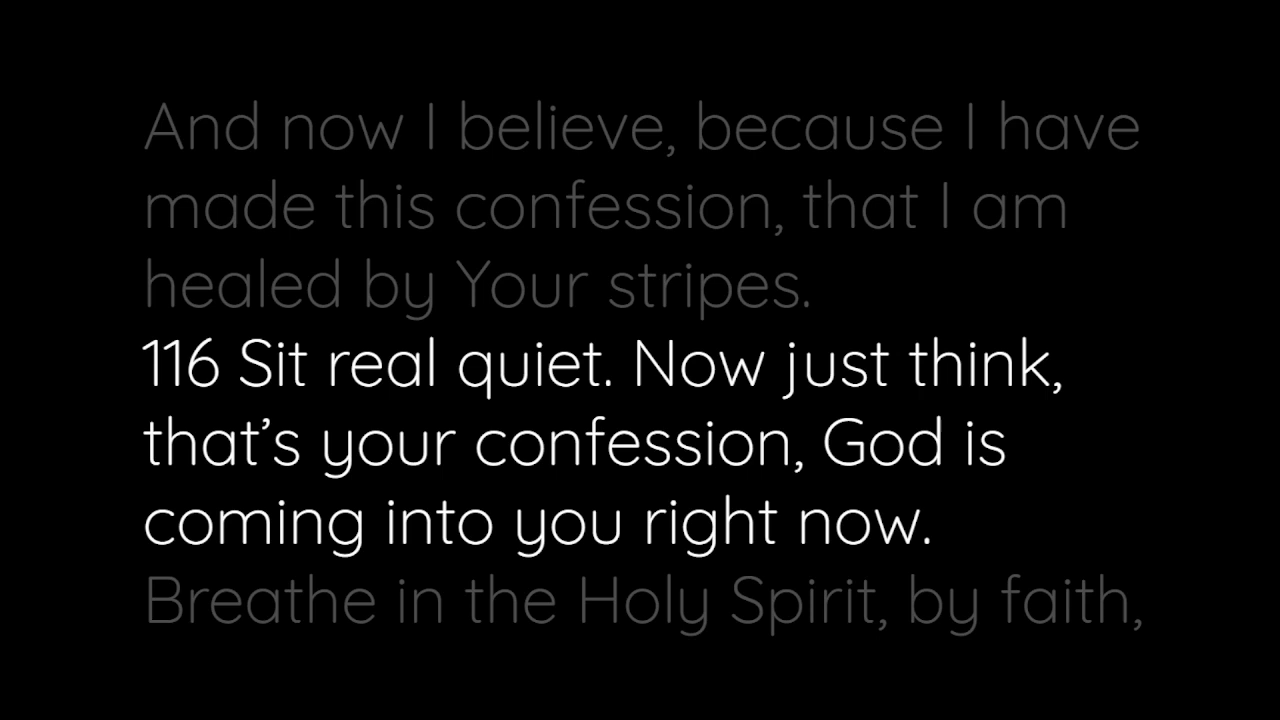 And now I believe, because I have
made this confession, that I am
healed by Your stripes.
116 Sit real quiet. Now just think,
that’s your confession, God is
coming into you right now.
Breathe in the Holy Spirit, by faith,